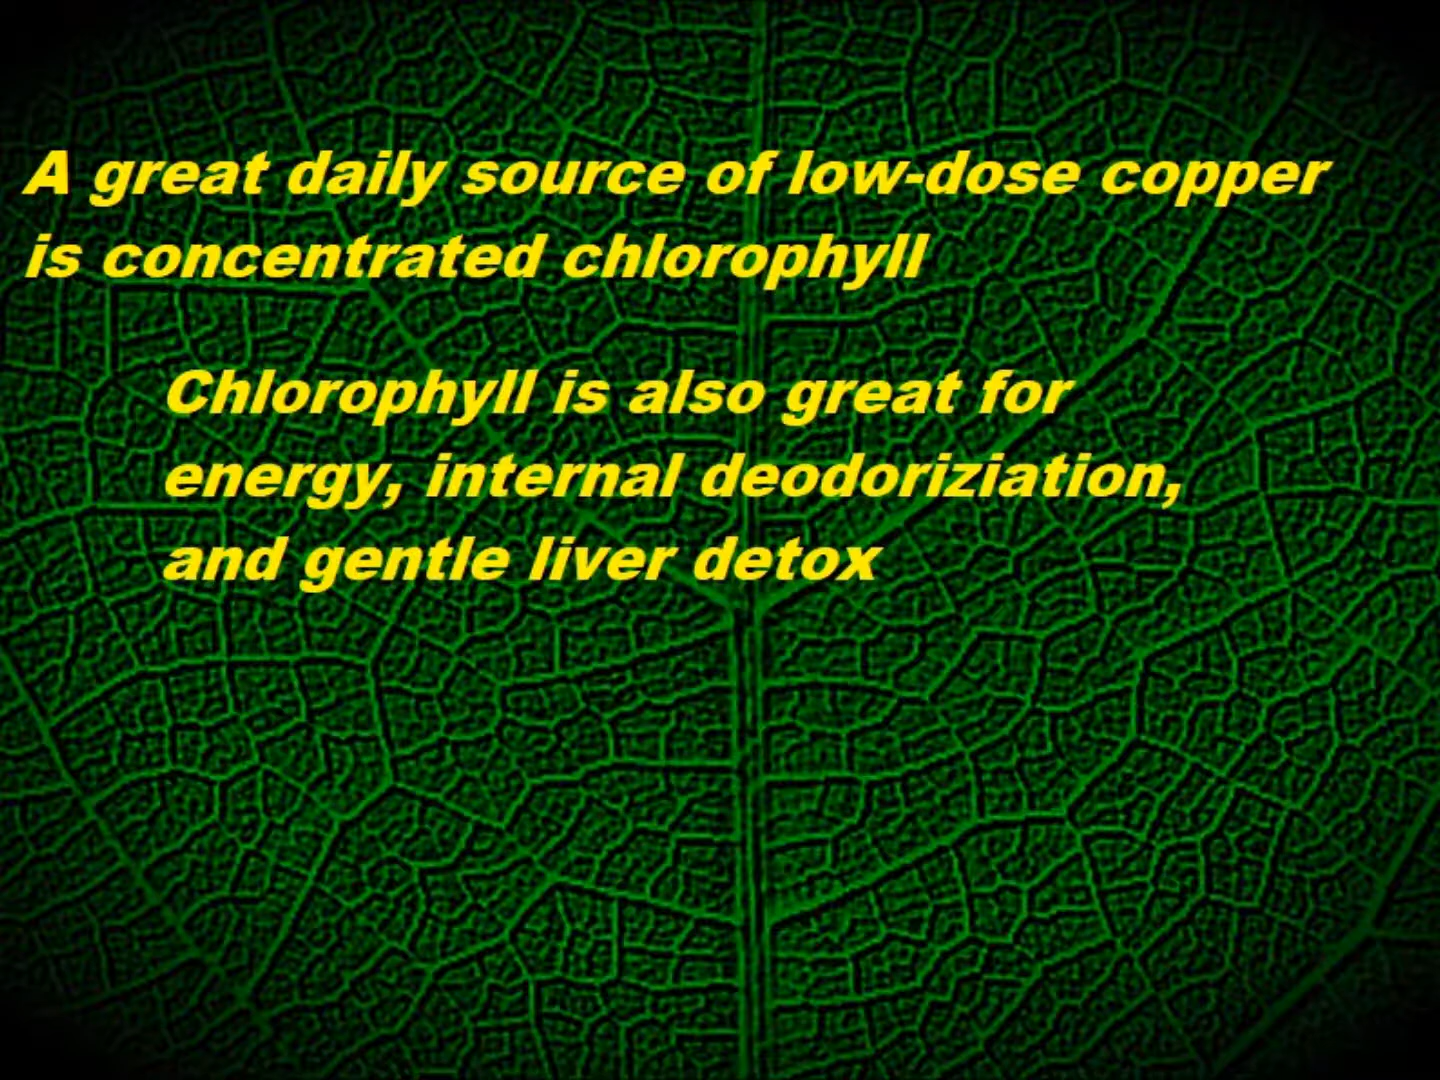 A great daily source of low-dose copper
is concentrated chlorophyll
Chlorophyll is also great for
energy, internal deodoriziation,
and gentle liver detox